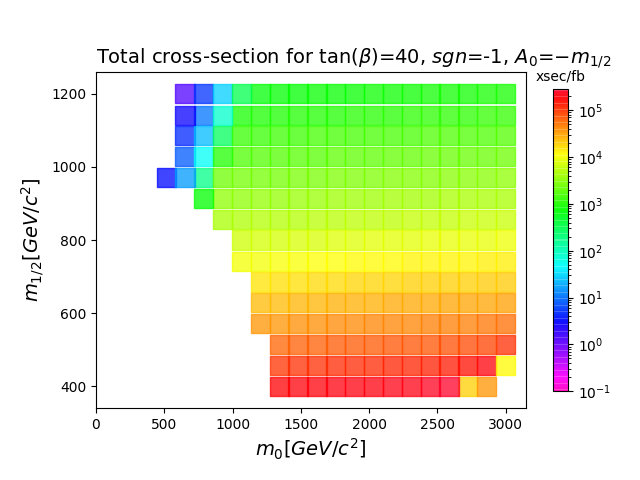 Total cross-section for tan(β)=40, sgn=-1, A₀=−m₁/₂
xsec/fb
m₁/₂[GeV/c²]
1200
1000
800
600
400
0 500 1000 1500 2000 2500 3000
m₀[GeV/c²]
10⁵
10⁴
10³
10²
10¹
10⁰
10⁻¹